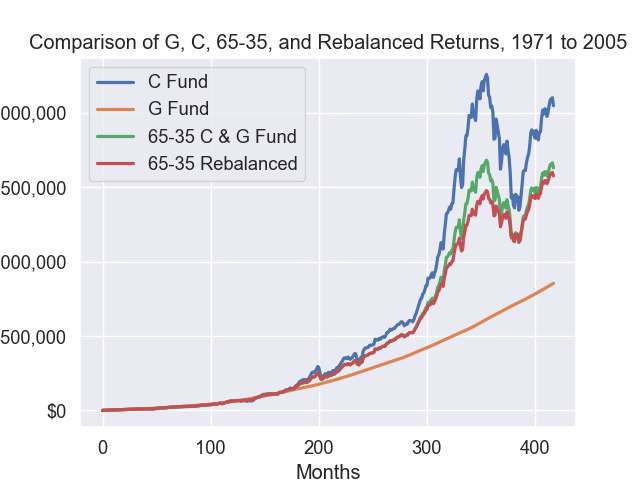 Comparison of G, C, 65-35, and Rebalanced Returns, 1971 to 2005
C Fund
G Fund
65-35 C & G Fund
65-35 Rebalanced
000,000
500,000
000,000
500,000
$0
0 100 200 300 400
Months